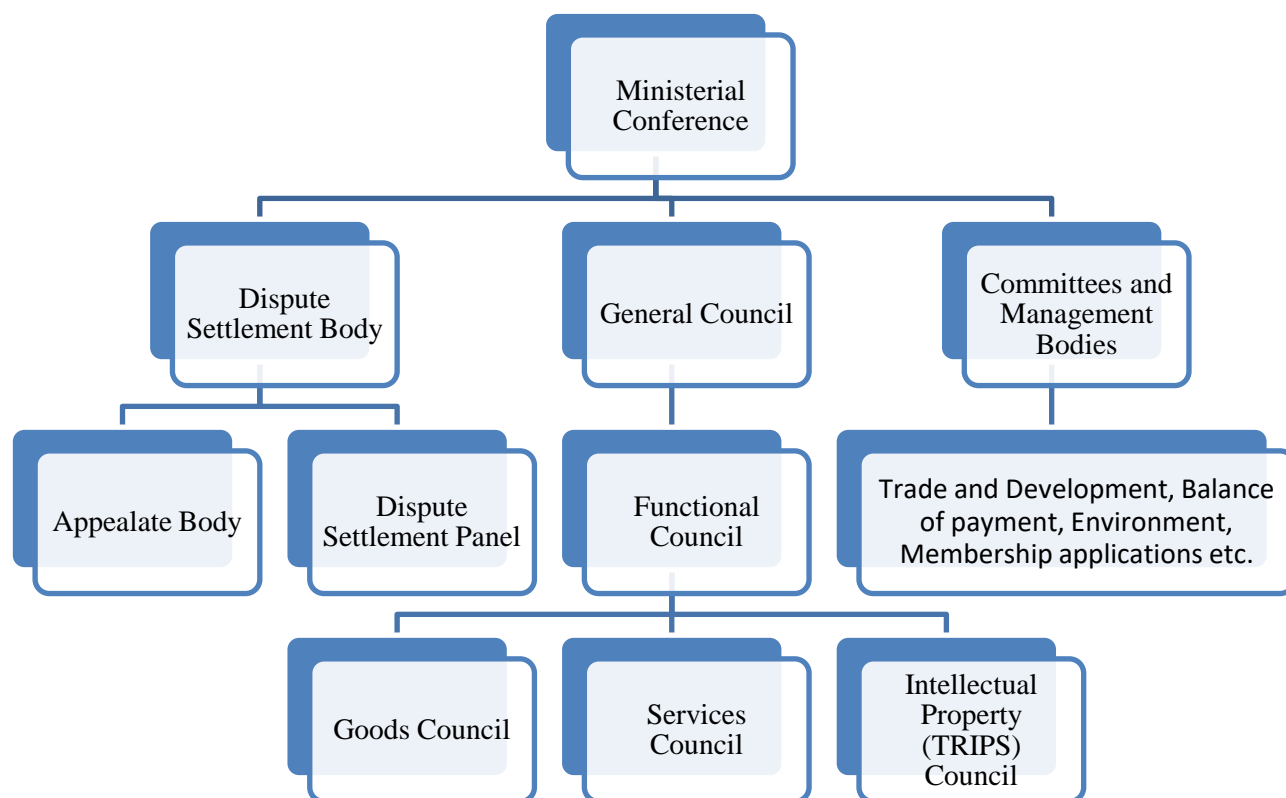 Ministerial
Conference
Dispute
Settlement Body
General Council
Committees and
Management
Bodies
Appealate Body
Dispute
Settlement Panel
Functional
Council
Trade and Development, Balance
of payment, Environment,
Membership applications etc.
Goods Council
Services
Council
Intellectual
Property
(TRIPS)
Council